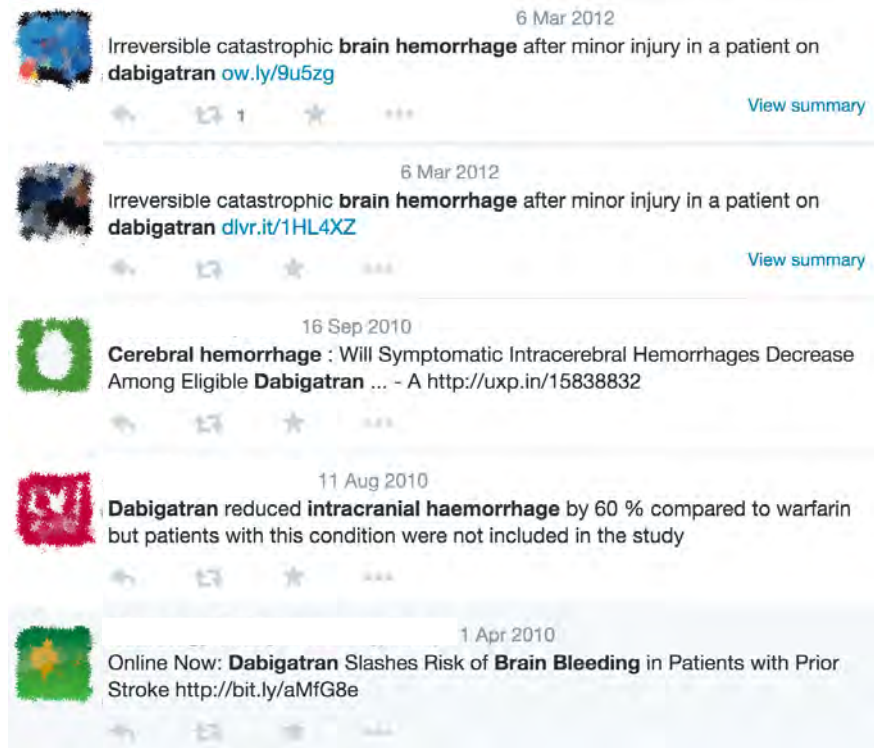 6 Mar 2012
Irreversible catastrophic brain hemorrhage after minor injury in a patient on
dabigatran ow.ly/9u5zg
1
View summary
6 Mar 2012
Irreversible catastrophic brain hemorrhage after minor injury in a patient on
dabigatran dlvr.it/1HL4XZ
View summary
16 Sep 2010
Cerebral hemorrhage : Will Symptomatic Intracerebral Hemorrhages Decrease
Among Eligible Dabigatran ... - A http://uxp.in/15838832
11 Aug 2010
Dabigatran reduced intracranial haemorrhage by 60 % compared to warfarin
but patients with this condition were not included in the study
1 Apr 2010
Online Now: Dabigatran Slashes Risk of Brain Bleeding in Patients with Prior
Stroke http://bit.ly/aMfG8e